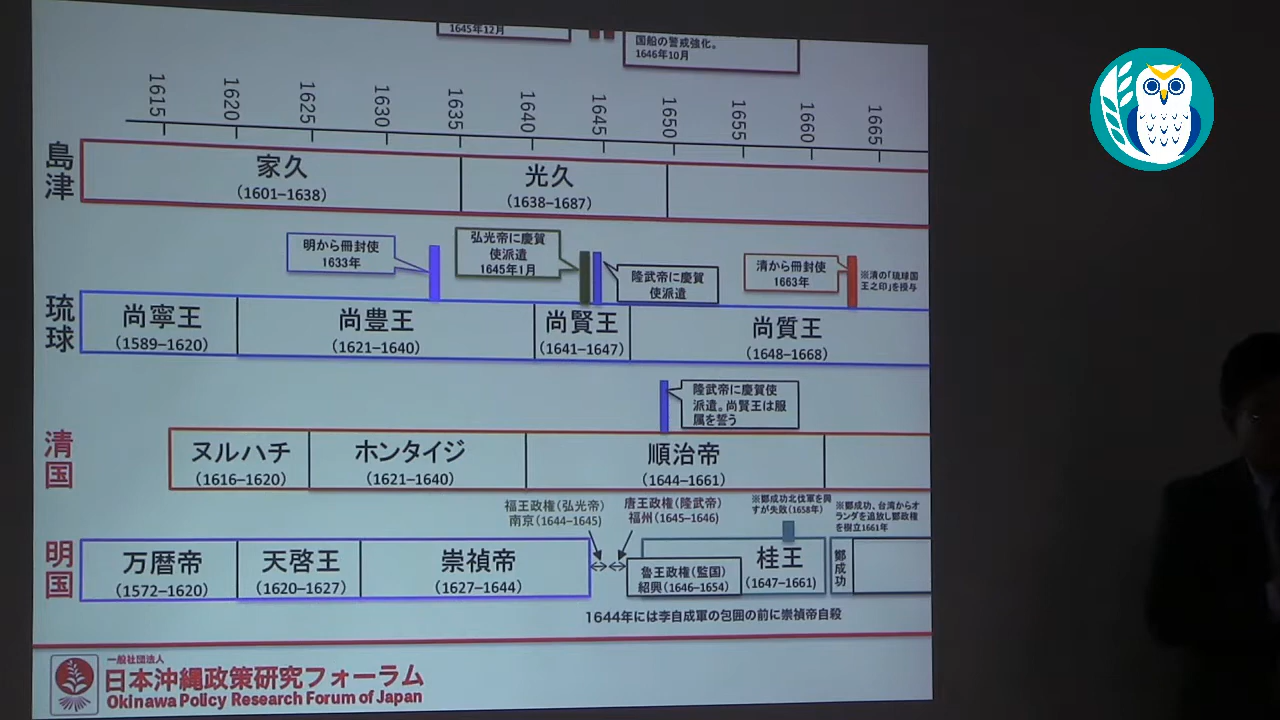 1645年12月
国船の警戒強化。
1646年10月
1615
1620
1625
1630
1635
1640
1645
1650
1655
1660
1665
島津
家久
(1601–1638)
光久
(1638–1687)
明から冊封使
1633年
弘光帝に慶賀
使派遣
1645年1月
隆武帝に慶賀
使派遣
清から冊封使
1663年
※清の「琉球国
王之印」を授与
琉球
尚寧王
(1589–1620)
尚豊王
(1621–1640)
尚賢王
(1641–1647)
尚質王
(1648–1668)
隆武帝に慶賀使
派遣。尚賢王は服
属を誓う
清国
ヌルハチ
(1616–1620)
ホンタイジ
(1621–1640)
順治帝
(1644–1661)
福王政権(弘光帝)
南京(1644–1645)
唐王政権(隆武帝)
福州(1645–1646)
※鄭成功北伐軍を興
すが失敗(1658年)
※鄭成功、台湾からオ
ランダを追放し鄭政権
を樹立1661年
明国
万暦帝
(1572–1620)
天啓王
(1620–1627)
崇禎帝
(1627–1644)
魯王政権(監国)
紹興(1646–1654)
桂王
(1647–1661)
鄭成功
1644年には李自成軍の包囲の前に崇禎帝自殺
一般社団法人
日本沖縄政策研究フォーラム
Okinawa Policy Research Forum of Japan